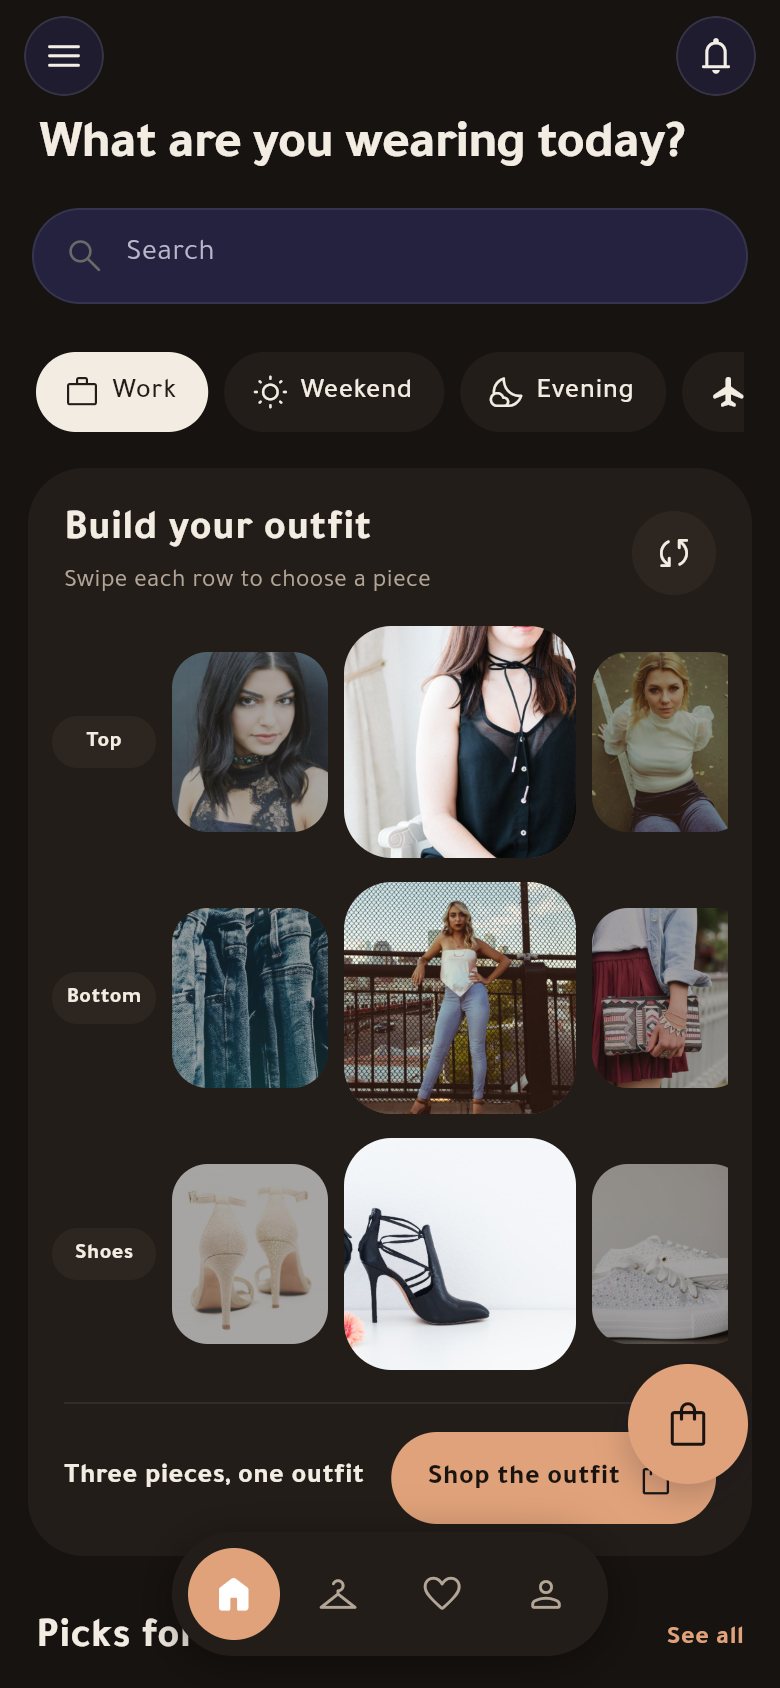 What are you wearing today?
Search
Work
Weekend
Evening
Build your outfit
Swipe each row to choose a piece
Top
Bottom
Shoes
Three pieces, one outfit
Shop the outfit
Picks for
See all